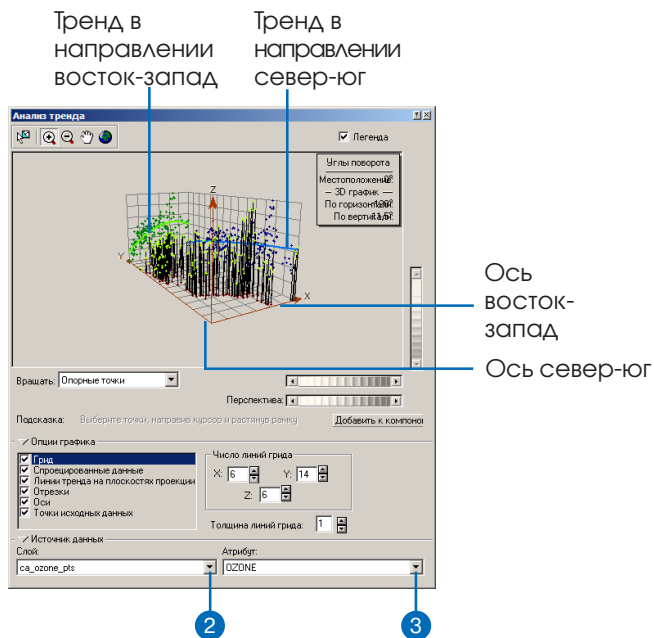 Тренд в
направлении
восток-запад
Тренд в
направлении
север-юг
Анализ тренда
Легенда
Углы поворота
Местоположение:
— 3D график —
По горизонтали:
По вертикали:
Z
Y
X
Ось
восток-
запад
Ось север-юг
Вращать: Опорные точки
Перспектива:
Подсказка: Выберите точки, направив курсор и растянув рамку
Добавить к компоно
Опции графика
Грид
Спроецированные данные
Линии тренда на плоскостях проекции
Отрезки
Оси
Точки исходных данных
Число линий грида
X: 6 Y: 14
Z: 6
Толщина линий грида: 1
Источник данных
Слой: Атрибут:
ca_ozone_pts OZONE
2 3